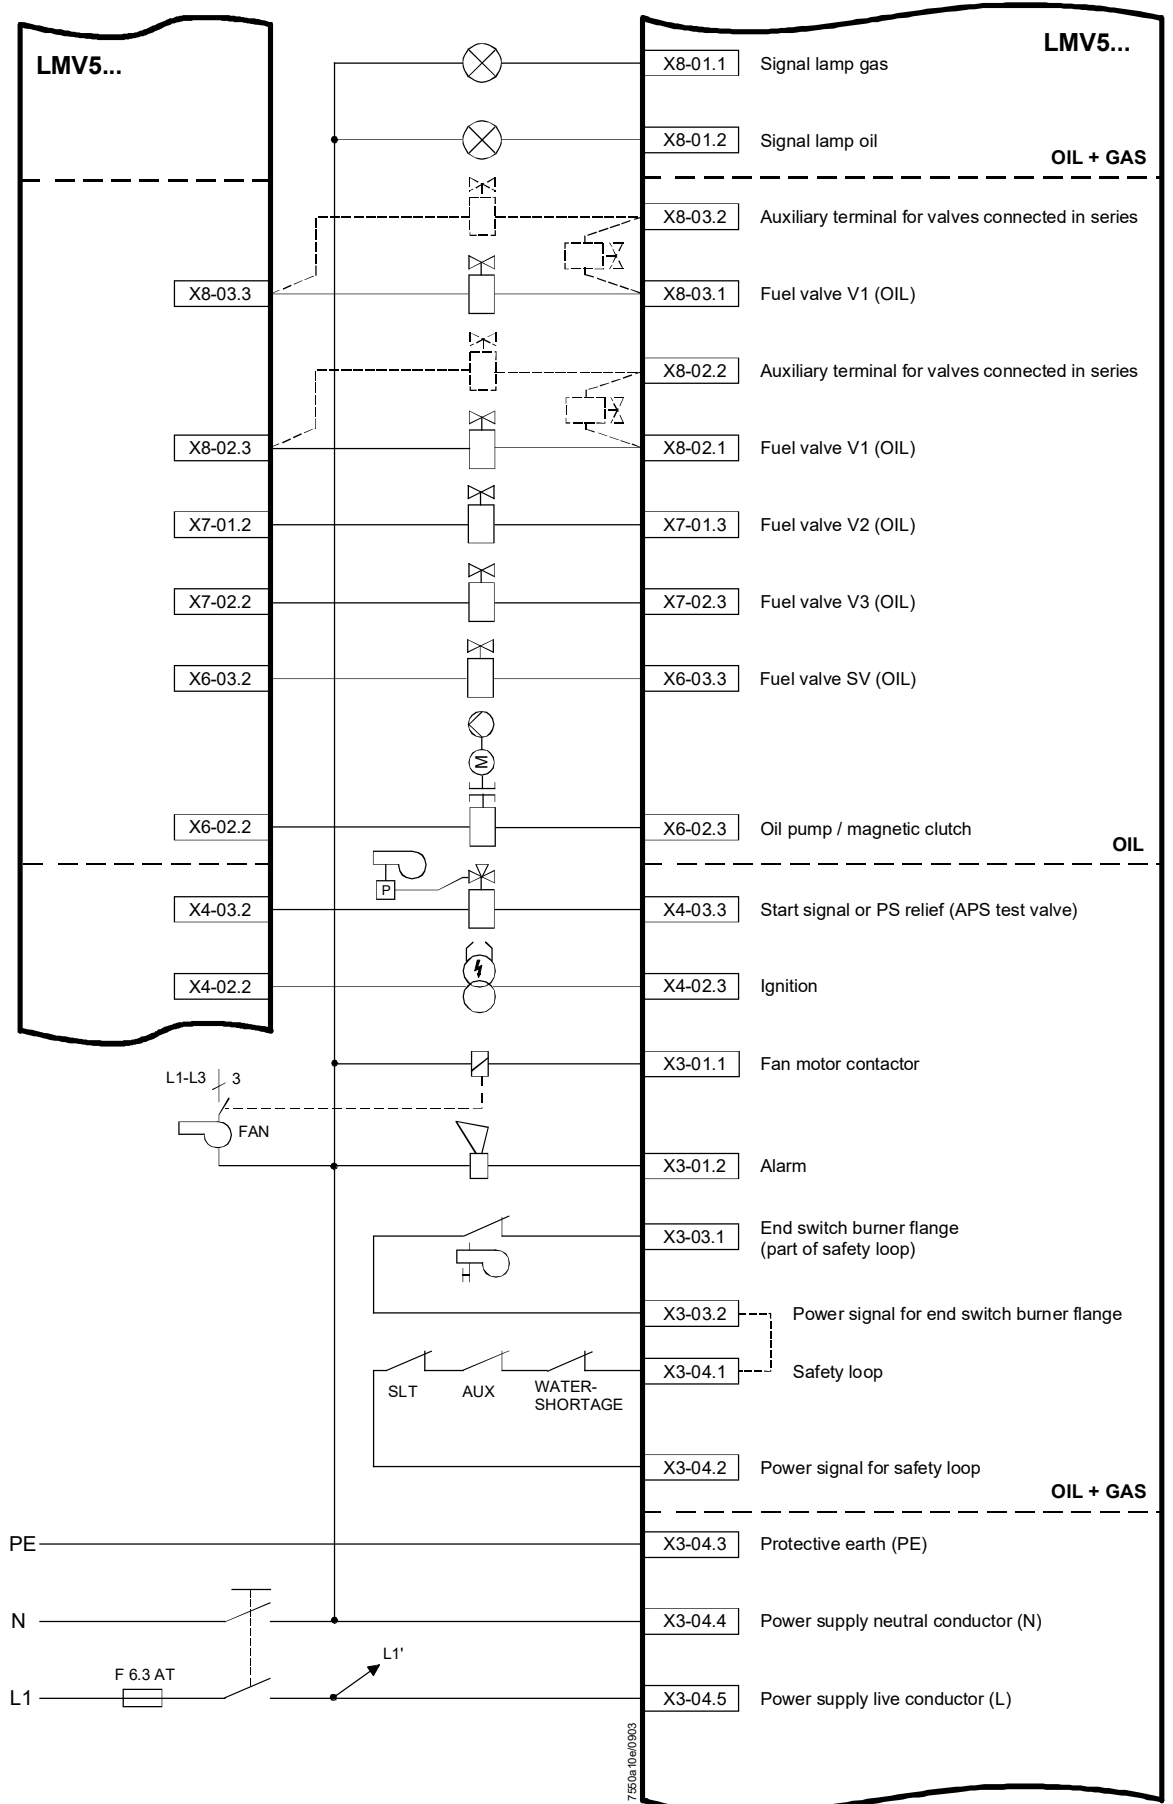 LMV5...
LMV5...
X8-01.1 Signal lamp gas
X8-01.2 Signal lamp oil
OIL + GAS
X8-03.2 Auxiliary terminal for valves connected in series
X8-03.3 X8-03.1 Fuel valve V1 (OIL)
X8-02.2 Auxiliary terminal for valves connected in series
X8-02.3 X8-02.1 Fuel valve V1 (OIL)
X7-01.2 X7-01.3 Fuel valve V2 (OIL)
X7-02.2 X7-02.3 Fuel valve V3 (OIL)
X6-03.2 X6-03.3 Fuel valve SV (OIL)
M
X6-02.2 X6-02.3 Oil pump / magnetic clutch
OIL
P
X4-03.2 X4-03.3 Start signal or PS relief (APS test valve)
X4-02.2 X4-02.3 Ignition
X3-01.1 Fan motor contactor
L1-L3 3
FAN
X3-01.2 Alarm
X3-03.1 End switch burner flange
(part of safety loop)
X3-03.2 Power signal for end switch burner flange
X3-04.1 Safety loop
SLT AUX WATER-
SHORTAGE
X3-04.2 Power signal for safety loop
OIL + GAS
PE X3-04.3 Protective earth (PE)
N X3-04.4 Power supply neutral conductor (N)
L1'
F 6.3 AT
L1 X3-04.5 Power supply live conductor (L)
7550a10e/0903